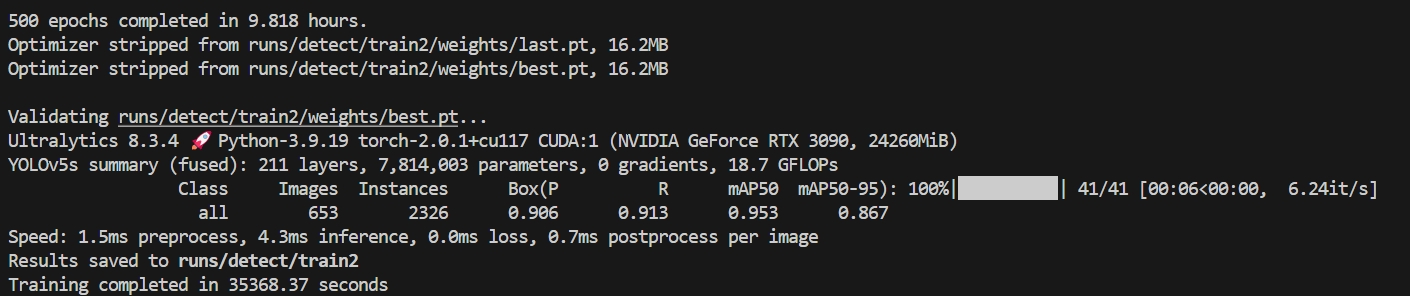 500 epochs completed in 9.818 hours.
Optimizer stripped from runs/detect/train2/weights/last.pt, 16.2MB
Optimizer stripped from runs/detect/train2/weights/best.pt, 16.2MB
Validating runs/detect/train2/weights/best.pt...
Ultralytics 8.3.4 🚀 Python-3.9.19 torch-2.0.1+cu117 CUDA:1 (NVIDIA GeForce RTX 3090, 24260MiB)
YOLOv5s summary (fused): 211 layers, 7,814,003 parameters, 0 gradients, 18.7 GFLOPs
Class Images Instances Box(P R mAP50 mAP50-95): 100%|██████████| 41/41 [00:06<00:00, 6.24it/s]
all 653 2326 0.906 0.913 0.953 0.867
Speed: 1.5ms preprocess, 4.3ms inference, 0.0ms loss, 0.7ms postprocess per image
Results saved to runs/detect/train2
Training completed in 35368.37 seconds